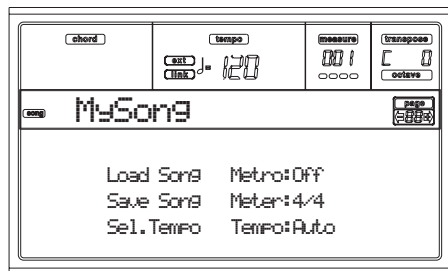 chord tempo measure transpose
ext link ♩= 120 001 C 0
octave
song MySong page
Load Song Metro:Off
Save Song Meter:4/4
Sel.Tempo Tempo:Auto